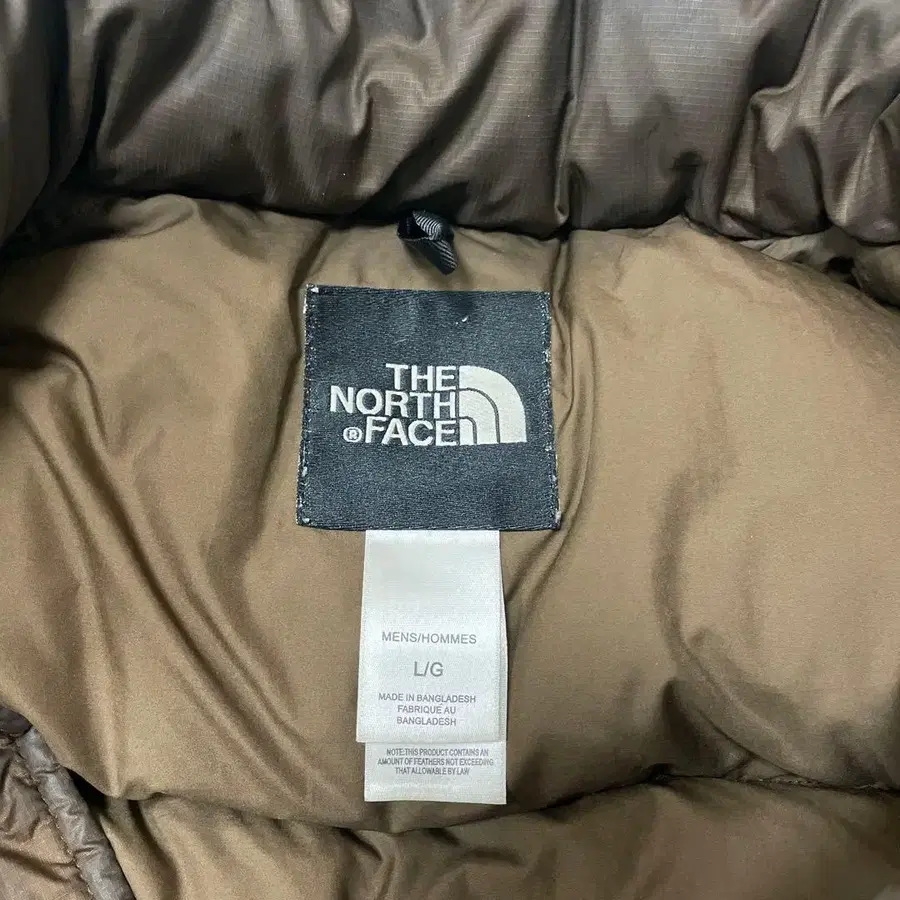 THE
NORTH
®FACE
MENS/HOMMES
L/G
MADE IN BANGLADESH
FABRIQUÉ AU
BANGLADESH
NOTE:THIS PRODUCT CONTAINS AN
AMOUNT OF FEATHERS NOT EXCEEDING
THAT ALLOWABLE BY LAW